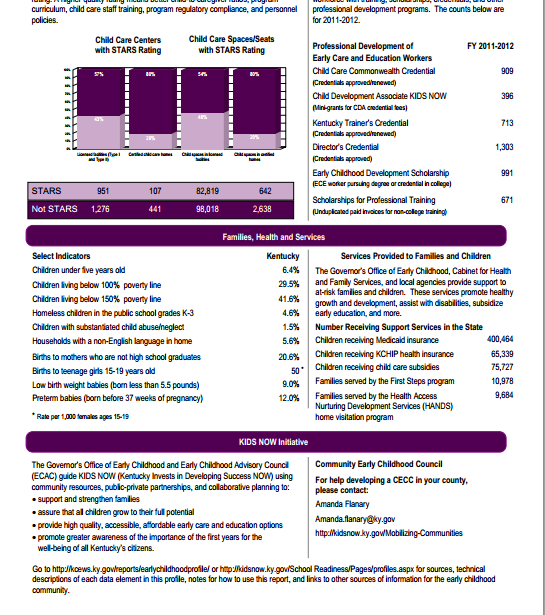 curriculum, child care staff training, program regulatory compliance, and personnel
policies.
Child Care Centers
with STARS Rating
Child Care Spaces/Seats
with STARS Rating
57%
80%
54%
80%
43%
20%
46%
20%
Licensed facilities (Type I
and Type II)
Certified child care homes
Child spaces in licensed
facilities
Child spaces in certified
homes
STARS 951 107 82,819 642
Not STARS 1,276 441 98,018 2,638
professional development programs. The counts below are
for 2011-2012.
Professional Development of
Early Care and Education Workers
FY 2011-2012
Child Care Commonwealth Credential 909
(Credentials approved/renewed)
Child Development Associate KIDS NOW 396
(Mini-grants for CDA credential fees)
Kentucky Trainer's Credential 713
(Credentials approved/renewed)
Director's Credential 1,303
(Credentials approved)
Early Childhood Development Scholarship 991
(ECE worker pursuing degree or credential in college)
Scholarships for Professional Training 671
(Unduplicated paid invoices for non-college training)
Families, Health and Services
Select Indicators Kentucky
Children under five years old 6.4%
Children living below 100% poverty line 29.5%
Children living below 150% poverty line 41.6%
Homeless children in the public school grades K-3 4.6%
Children with substantiated child abuse/neglect 1.5%
Households with a non-English language in home 5.6%
Births to mothers who are not high school graduates 20.6%
Births to teenage girls 15-19 years old 50 *
Low birth weight babies (born less than 5.5 pounds) 9.0%
Preterm babies (born before 37 weeks of pregnancy) 12.0%
* Rate per 1,000 females ages 15-19
Services Provided to Families and Children
The Governor's Office of Early Childhood, Cabinet for Health
and Family Services, and local agencies provide support to
at-risk families and children. These services promote healthy
growth and development, assist with disabilities, subsidize
early education, and more.
Number Receiving Support Services in the State
Children receiving Medicaid insurance 400,464
Children receiving KCHIP health insurance 65,339
Children receiving child care subsidies 75,727
Families served by the First Steps program 10,978
Families served by the Health Access 9,684
Nurturing Development Services (HANDS)
home visitation program
KIDS NOW Initiative
The Governor's Office of Early Childhood and Early Childhood Advisory Council
(ECAC) guide KIDS NOW (Kentucky Invests in Developing Success NOW) using
community resources, public-private partnerships, and collaborative planning to:
• support and strengthen families
• assure that all children grow to their full potential
• provide high quality, accessible, affordable early care and education options
• promote greater awareness of the importance of the first years for the
well-being of all Kentucky's citizens.
Community Early Childhood Council
For help developing a CECC in your county,
please contact:
Amanda Flanary
Amanda.flanary@ky.gov
http://kidsnow.ky.gov/Mobilizing-Communities
Go to http://kcews.ky.gov/reports/earlychildhoodprofile/ or http://kidsnow.ky.gov/School Readiness/Pages/profiles.aspx for sources, technical
descriptions of each data element in this profile, notes for how to use this report, and links to other sources of information for the early childhood
community.